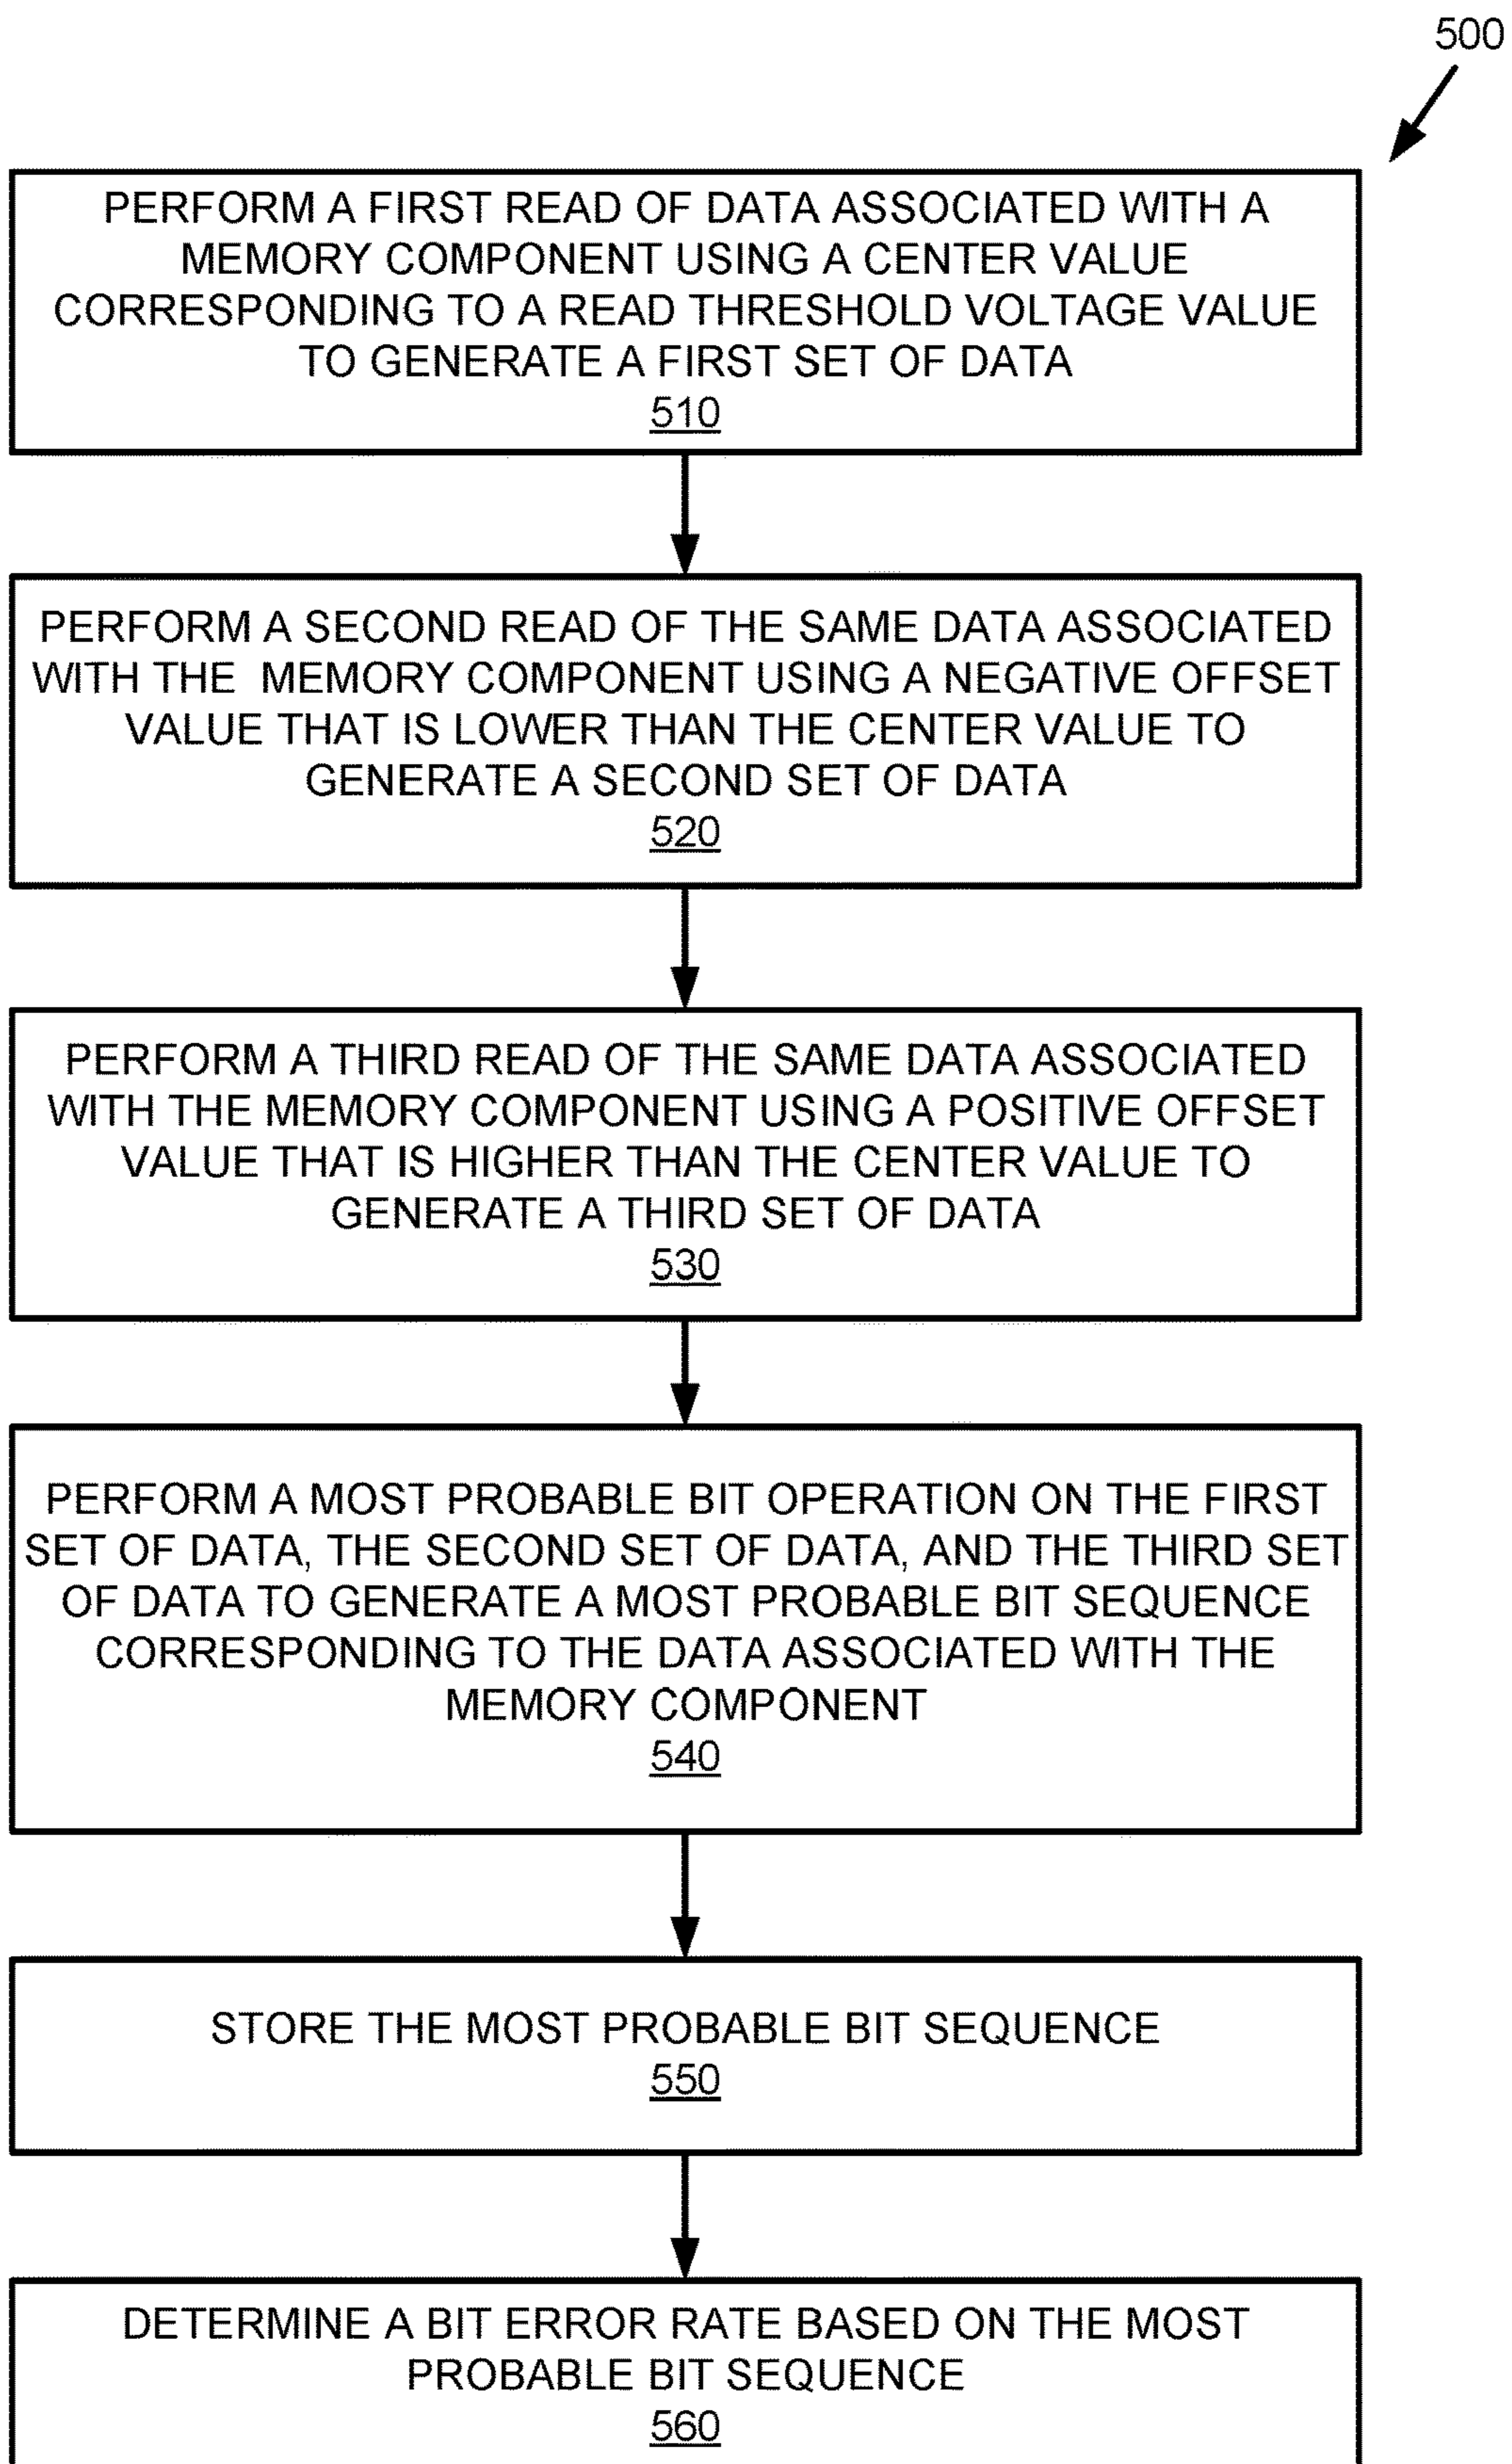 500
PERFORM A FIRST READ OF DATA ASSOCIATED WITH A
MEMORY COMPONENT USING A CENTER VALUE
CORRESPONDING TO A READ THRESHOLD VOLTAGE VALUE
TO GENERATE A FIRST SET OF DATA
510
PERFORM A SECOND READ OF THE SAME DATA ASSOCIATED
WITH THE MEMORY COMPONENT USING A NEGATIVE OFFSET
VALUE THAT IS LOWER THAN THE CENTER VALUE TO
GENERATE A SECOND SET OF DATA
520
PERFORM A THIRD READ OF THE SAME DATA ASSOCIATED
WITH THE MEMORY COMPONENT USING A POSITIVE OFFSET
VALUE THAT IS HIGHER THAN THE CENTER VALUE TO
GENERATE A THIRD SET OF DATA
530
PERFORM A MOST PROBABLE BIT OPERATION ON THE FIRST
SET OF DATA, THE SECOND SET OF DATA, AND THE THIRD SET
OF DATA TO GENERATE A MOST PROBABLE BIT SEQUENCE
CORRESPONDING TO THE DATA ASSOCIATED WITH THE
MEMORY COMPONENT
540
STORE THE MOST PROBABLE BIT SEQUENCE
550
DETERMINE A BIT ERROR RATE BASED ON THE MOST
PROBABLE BIT SEQUENCE
560